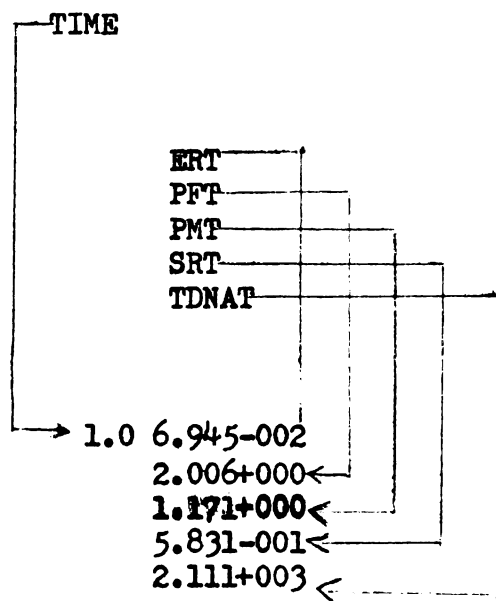 TIME
ERT
PFT
PMT
SRT
TDNAT
1.0 6.945-002
2.006+000
1.171+000
5.831-001
2.111+003